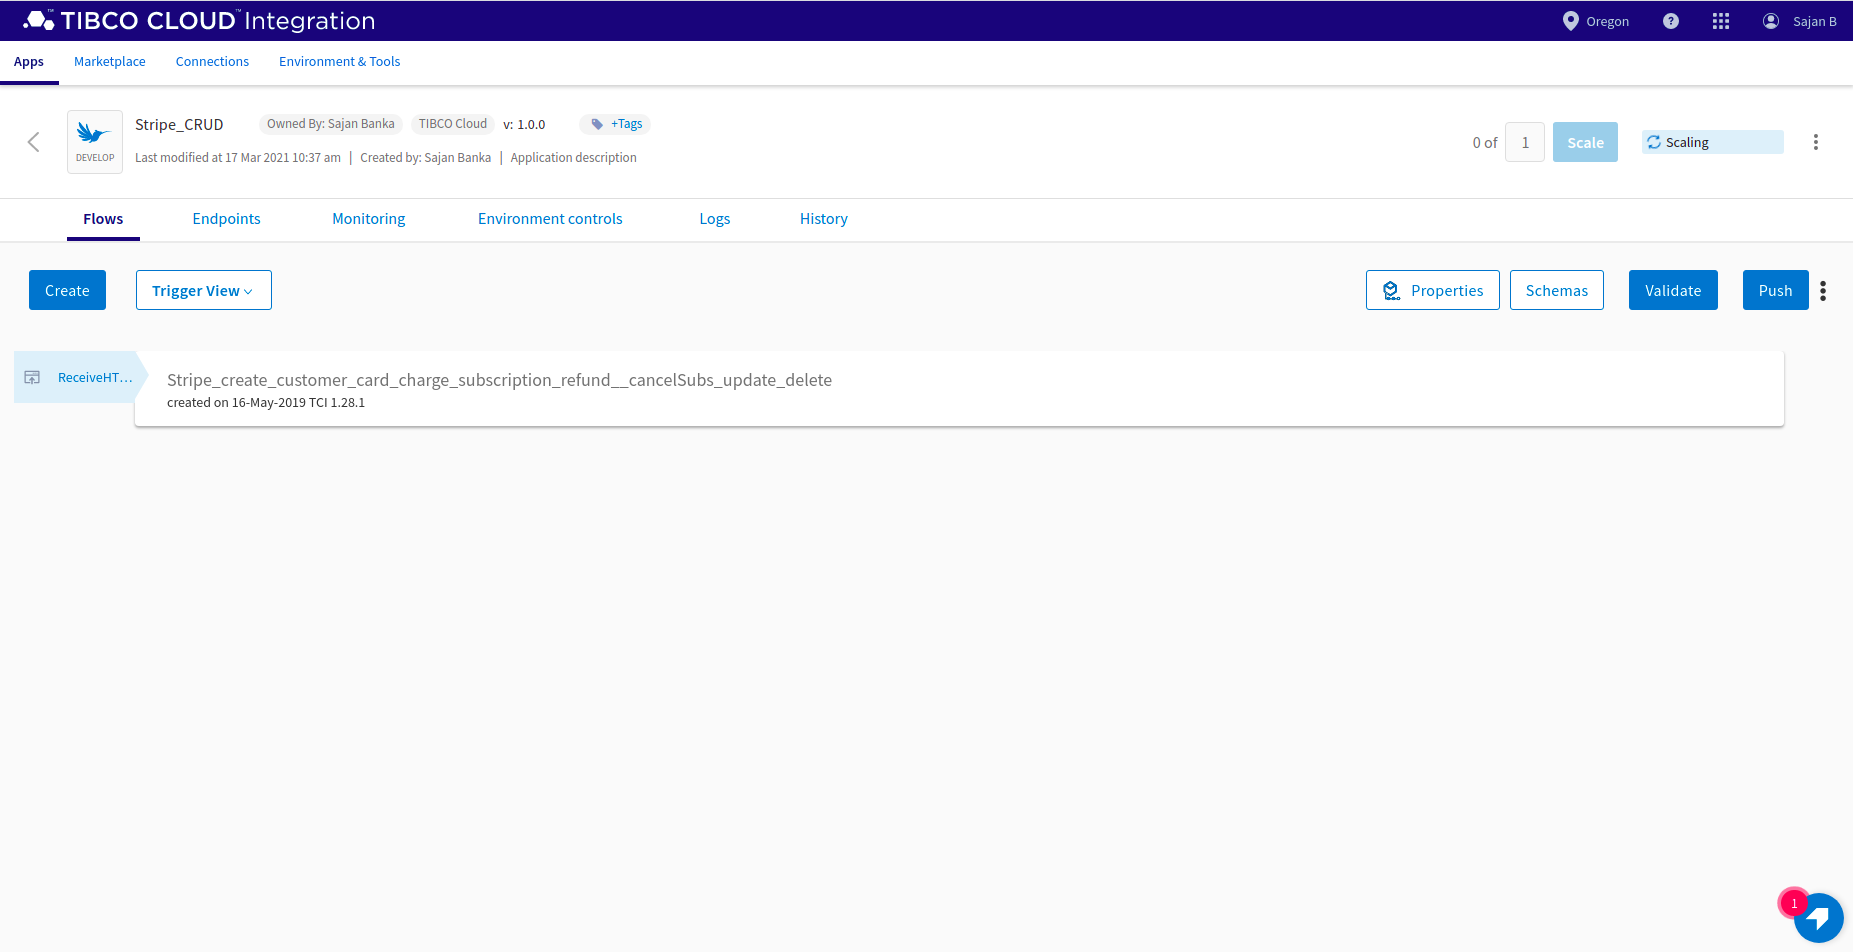 TIBCO CLOUD™ Integration
Oregon
?
Sajan B
Apps
Marketplace
Connections
Environment & Tools
DEVELOP
Stripe_CRUD
Owned By: Sajan Banka
TIBCO Cloud
v: 1.0.0
+Tags
Last modified at 17 Mar 2021 10:37 am | Created by: Sajan Banka | Application description
0 of
1
Scale
Scaling
Flows
Endpoints
Monitoring
Environment controls
Logs
History
Create
Trigger View
Properties
Schemas
Validate
Push
ReceiveHT...
Stripe_create_customer_card_charge_subscription_refund__cancelSubs_update_delete
created on 16-May-2019 TCI 1.28.1
1